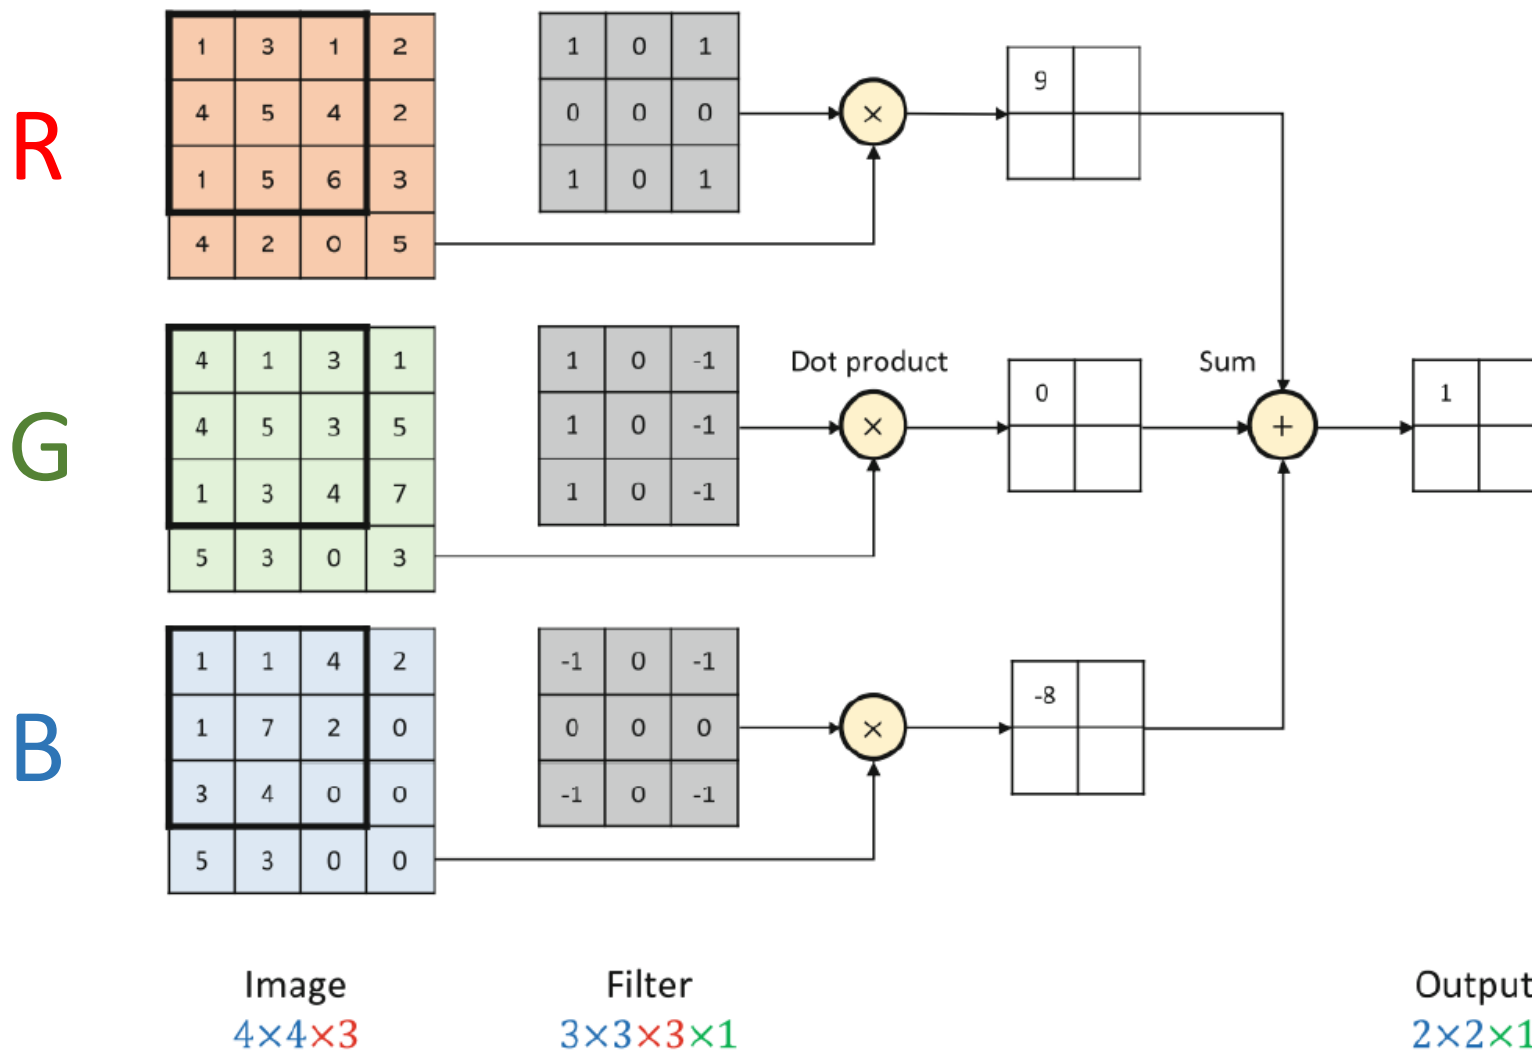 R
1 3 1 2
4 5 4 2
1 5 6 3
4 2 0 5
1 0 1
0 0 0
1 0 1
×
9
G
4 1 3 1
4 5 3 5
1 3 4 7
5 3 0 3
1 0 -1
1 0 -1
1 0 -1
Dot product
×
0
Sum
+
1
B
1 1 4 2
1 7 2 0
3 4 0 0
5 3 0 0
-1 0 -1
0 0 0
-1 0 -1
×
-8
Image
4×4×3
Filter
3×3×3×1
Output
2×2×1